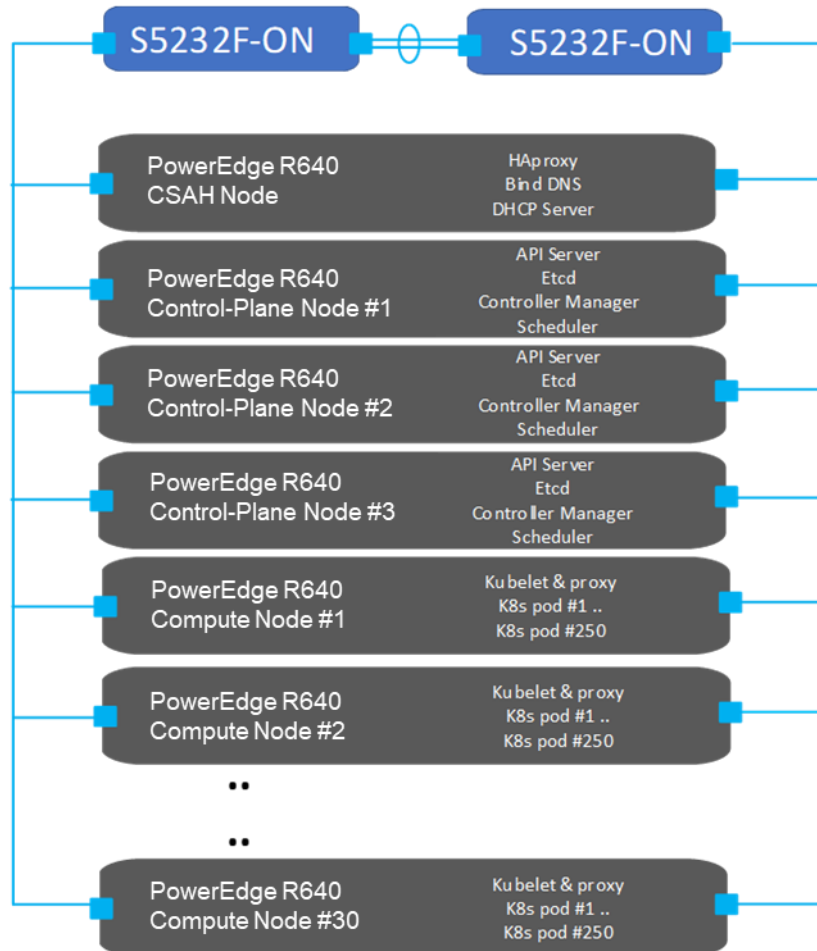 S5232F-ON
S5232F-ON
PowerEdge R640
CSAH Node
HAproxy
Bind DNS
DHCP Server
PowerEdge R640
Control-Plane Node #1
API Server
Etcd
Controller Manager
Scheduler
PowerEdge R640
Control-Plane Node #2
API Server
Etcd
Controller Manager
Scheduler
PowerEdge R640
Control-Plane Node #3
API Server
Etcd
Controller Manager
Scheduler
PowerEdge R640
Compute Node #1
Kubelet & proxy
K8s pod #1 ..
K8s pod #250
PowerEdge R640
Compute Node #2
Kubelet & proxy
K8s pod #1 ..
K8s pod #250
..
..
PowerEdge R640
Compute Node #30
Kubelet & proxy
K8s pod #1 ..
K8s pod #250